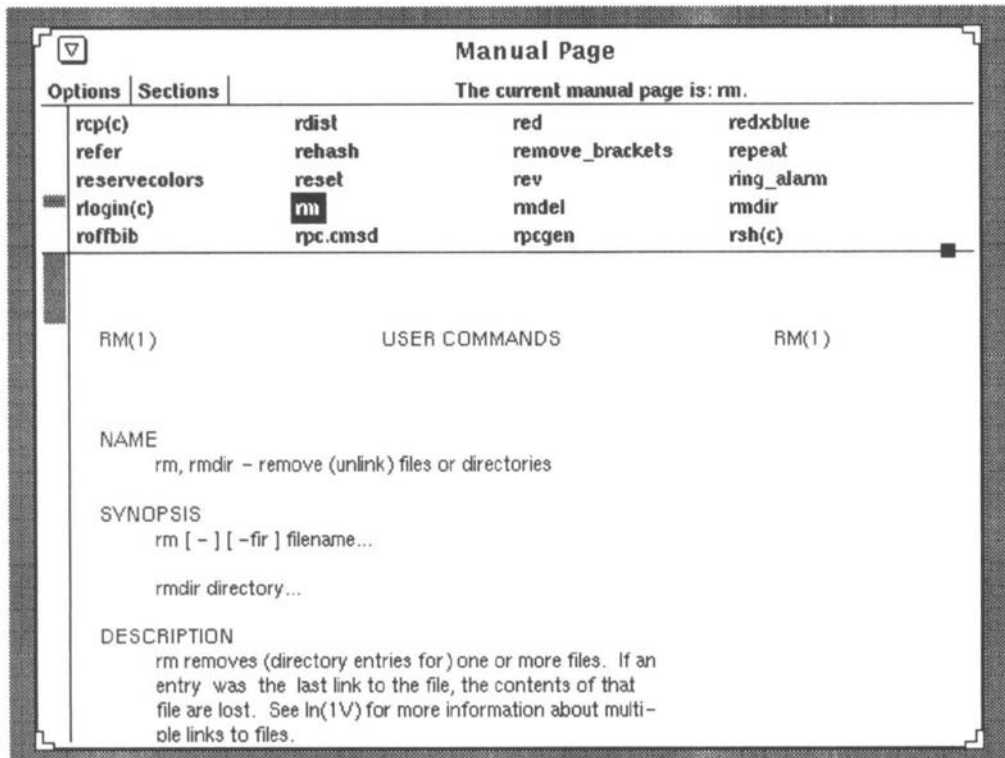 Manual Page
Options Sections The current manual page is: rm.
rcp(c) rdist red redxblue
refer rehash remove_brackets repeat
reservecolors reset rev ring_alarm
rlogin(c) rm rmdel rmdir
roffbib rpc.cmsd rpcgen rsh(c)
RM(1) USER COMMANDS RM(1)
NAME
rm, rmdir – remove (unlink) files or directories
SYNOPSIS
rm [ – ] [ –fir ] filename...
rmdir directory...
DESCRIPTION
rm removes (directory entries for) one or more files. If an
entry was the last link to the file, the contents of that
file are lost. See ln(1V) for more information about multi–
ple links to files.